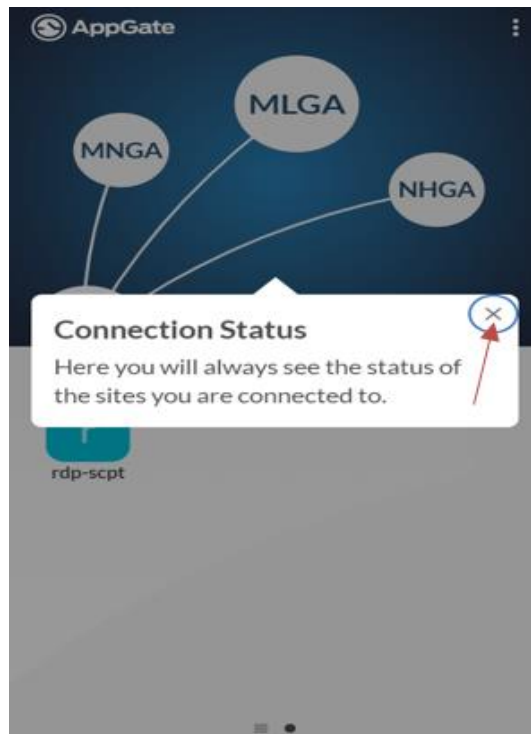 AppGate
MLGA
MNGA
NHGA
Connection Status
Here you will always see the status of
the sites you are connected to.
rdp-scpt